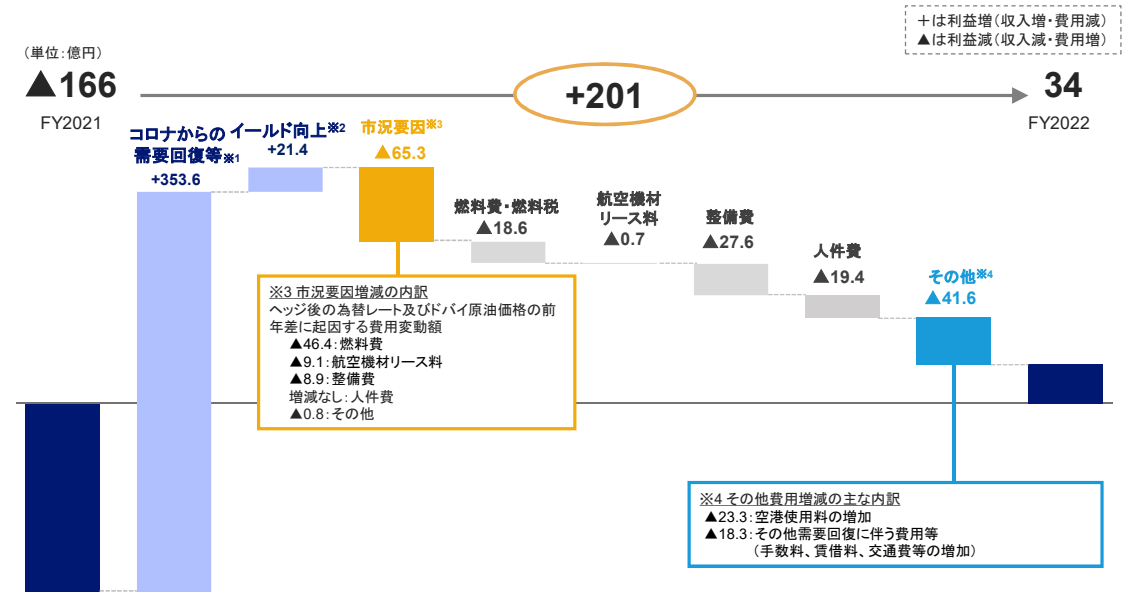 ＋は利益増（収入増・費用減）
▲は利益減（収入減・費用増）
（単位：億円）
▲166
+201
34
FY2021
FY2022
コロナからの
需要回復等※1
+353.6
イールド向上※2
+21.4
市況要因※3
▲65.3
燃料費・燃料税
▲18.6
航空機材
リース料
▲0.7
整備費
▲27.6
人件費
▲19.4
その他※4
▲41.6
※3 市況要因増減の内訳
ヘッジ後の為替レート及びドバイ原油価格の前
年差に起因する費用変動額
▲46.4：燃料費
▲9.1：航空機材リース料
▲8.9：整備費
増減なし：人件費
▲0.8：その他
※4 その他費用増減の主な内訳
▲23.3：空港使用料の増加
▲18.3：その他需要回復に伴う費用等
（手数料、賃借料、交通費等の増加）